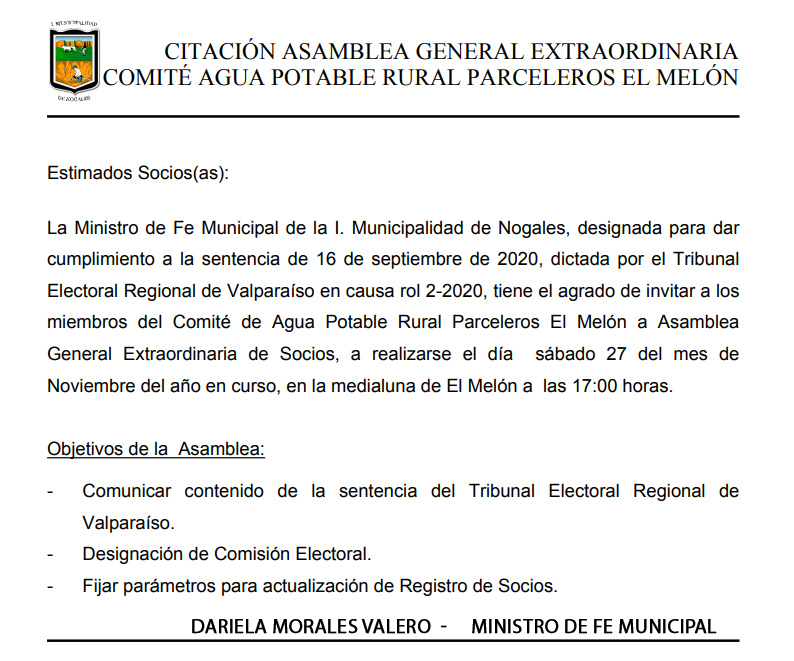 I. MUNICIPALIDAD
DE NOGALES
CITACIÓN ASAMBLEA GENERAL EXTRAORDINARIA
COMITÉ AGUA POTABLE RURAL PARCELEROS EL MELÓN
Estimados Socios(as):
La Ministro de Fe Municipal de la I. Municipalidad de Nogales, designada para dar
cumplimiento a la sentencia de 16 de septiembre de 2020, dictada por el Tribunal
Electoral Regional de Valparaíso en causa rol 2-2020, tiene el agrado de invitar a los
miembros del Comité de Agua Potable Rural Parceleros El Melón a Asamblea
General Extraordinaria de Socios, a realizarse el día sábado 27 del mes de
Noviembre del año en curso, en la medialuna de El Melón a las 17:00 horas.
Objetivos de la Asamblea:
- Comunicar contenido de la sentencia del Tribunal Electoral Regional de
Valparaíso.
- Designación de Comisión Electoral.
- Fijar parámetros para actualización de Registro de Socios.
DARIELA MORALES VALERO - MINISTRO DE FE MUNICIPAL